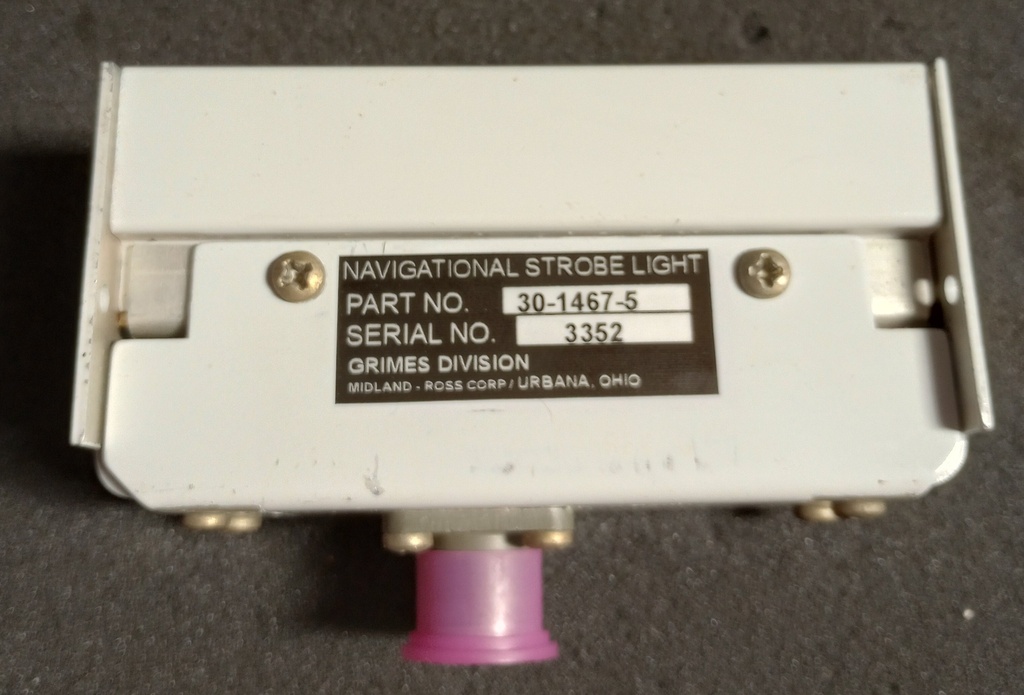 NAVIGATIONAL STROBE LIGHT
PART NO. 30-1467-5
SERIAL NO. 3352
GRIMES DIVISION
MIDLAND - ROSS CORP / URBANA, OHIO